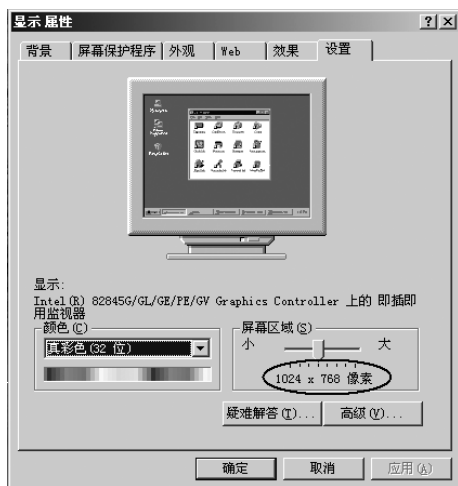 显示 属性
背景 屏幕保护程序 外观 Web 效果 设置
显示:
Intel(R) 82845G/GL/GE/PE/GV Graphics Controller 上的 即插即
用监视器
颜色(C)
真彩色(32 位)
屏幕区域(S)
小 大
1024 x 768 像素
疑难解答(T)... 高级(V)...
确定 取消 应用(A)